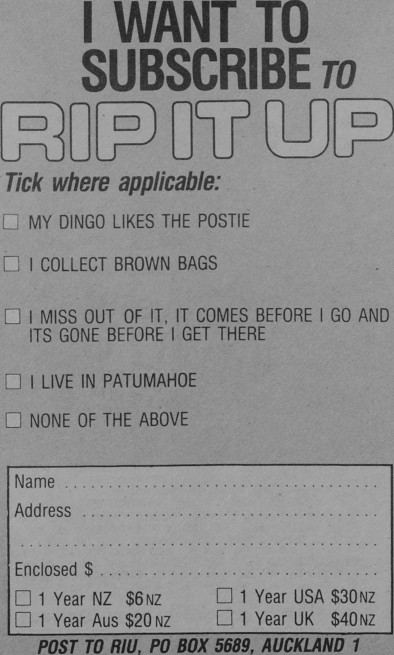 I WANT TO
SUBSCRIBE TO
RIP IT UP
Tick where applicable:
MY DINGO LIKES THE POSTIE
I COLLECT BROWN BAGS
I MISS OUT OF IT, IT COMES BEFORE I GO AND
ITS GONE BEFORE I GET THERE
I LIVE IN PATUMAHOE
NONE OF THE ABOVE
Name
Address
Enclosed $
1 Year NZ $6NZ 1 Year USA $30NZ
1 Year Aus $20 NZ 1 Year UK $40NZ
POST TO RIU, PO BOX 5689, AUCKLAND 1